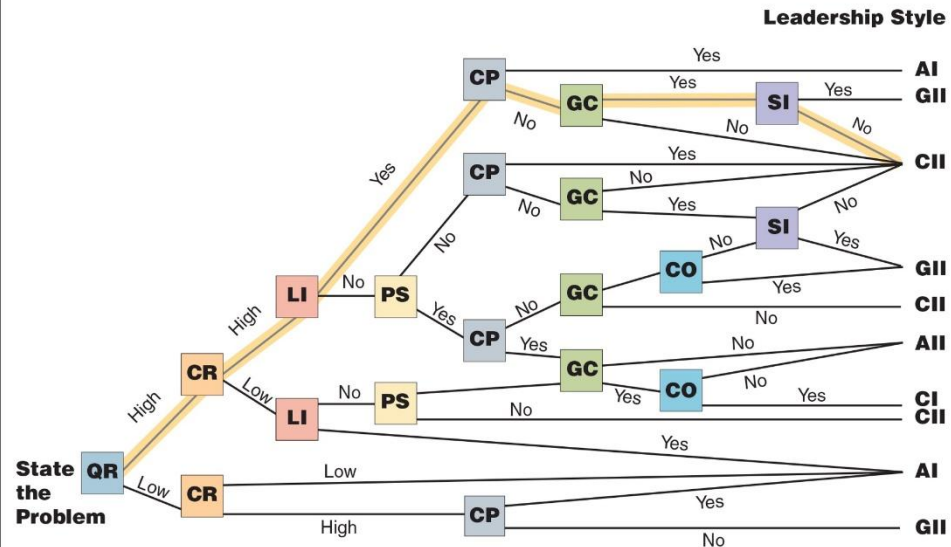 Leadership Style
Yes
AI
CP
Yes
Yes
GII
GC
SI
No
No
No
Yes
CII
Yes
CP
No
GC
No
Yes
No
SI
No
No
Yes
CO
GII
LI
No
PS
GC
Yes
Yes
No
CII
High
CP
No
Yes
No
AII
GC
CR
CO
No
Low
No
PS
Yes
Yes
CI
High
LI
No
CII
Yes
State
the
Problem
QR
Low
AI
Low
CR
Yes
CP
High
No
GII